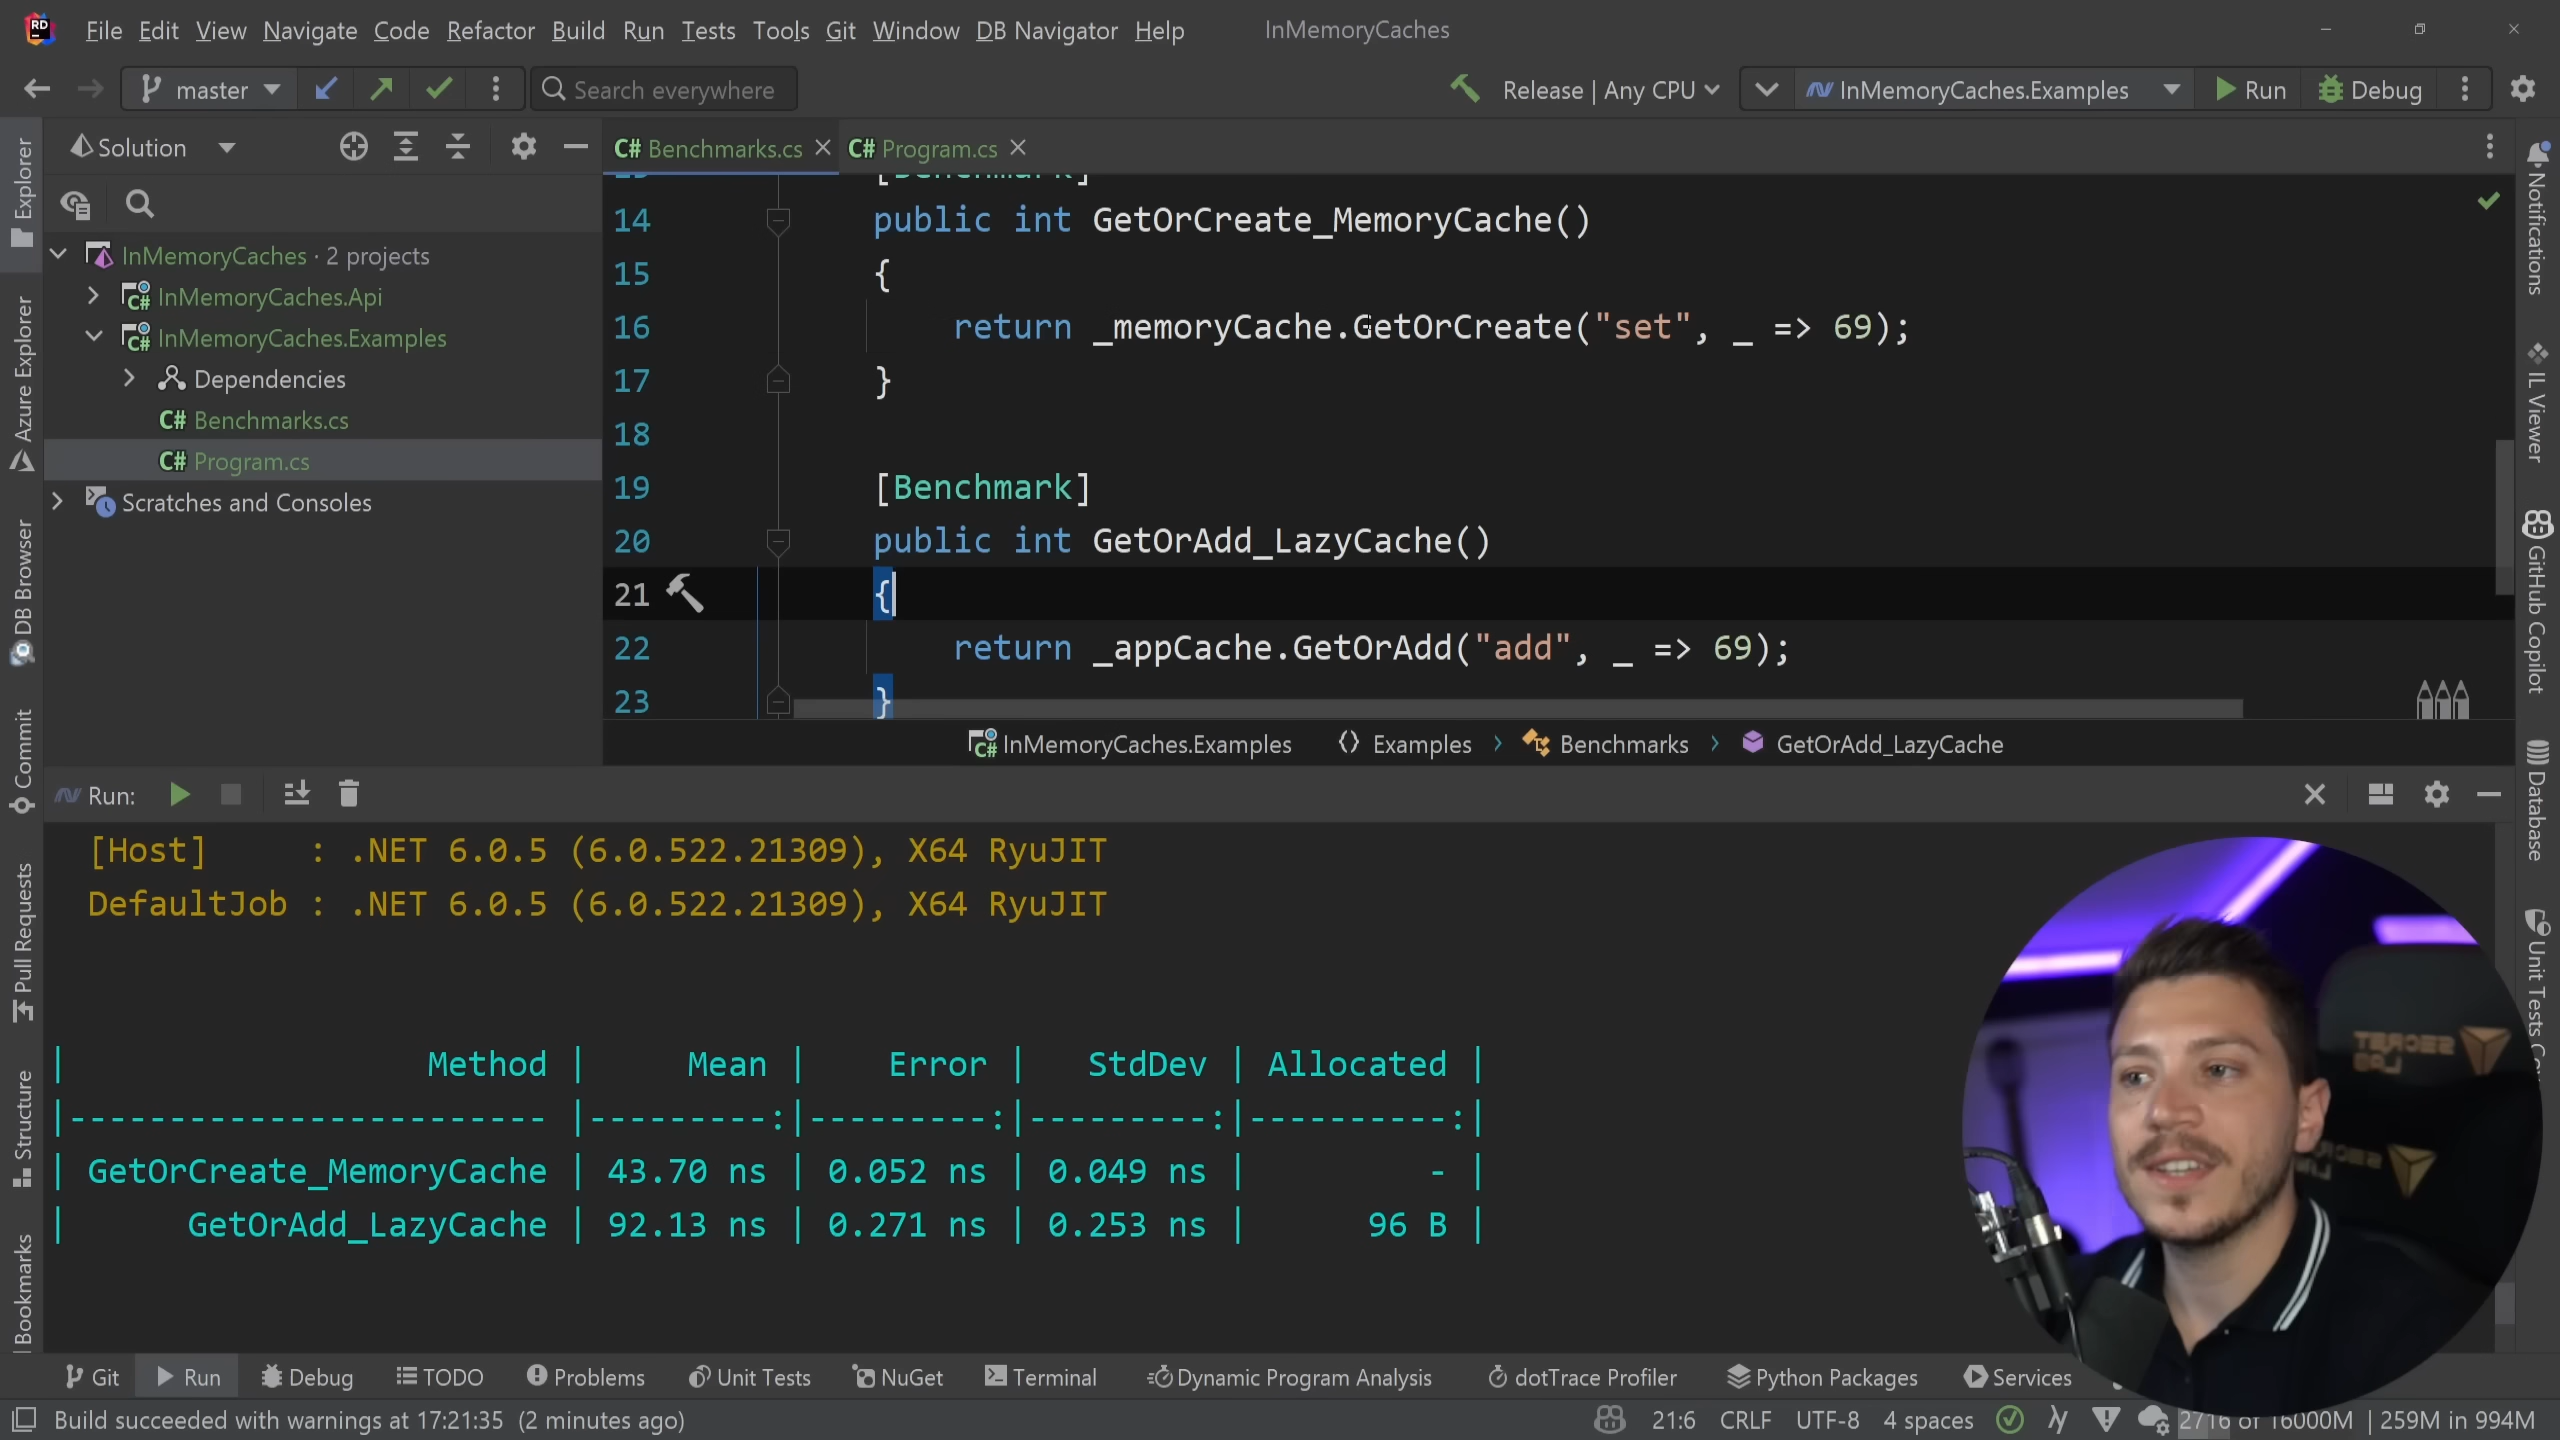 RD
File Edit View Navigate Code Refactor Build Run Tests Tools Git Window DB Navigator Help InMemoryCaches
master Search everywhere Release | Any CPU InMemoryCaches.Examples Run Debug
Solution
C# Benchmarks.cs C# Program.cs
InMemoryCaches · 2 projects
C# InMemoryCaches.Api
C# InMemoryCaches.Examples
Dependencies
C# Benchmarks.cs
C# Program.cs
Scratches and Consoles
[Benchmark]
14 public int GetOrCreate_MemoryCache()
15 {
16 return _memoryCache.GetOrCreate("set", _ => 69);
17 }
18
19 [Benchmark]
20 public int GetOrAdd_LazyCache()
21 {
22 return _appCache.GetOrAdd("add", _ => 69);
23 }
C# InMemoryCaches.Examples Examples Benchmarks GetOrAdd_LazyCache
Explorer
Azure Explorer
DB Browser
Commit
Pull Requests
Structure
Bookmarks
Notifications
IL Viewer
GitHub Copilot
Database
Run:
[Host] : .NET 6.0.5 (6.0.522.21309), X64 RyuJIT
DefaultJob : .NET 6.0.5 (6.0.522.21309), X64 RyuJIT
| Method | Mean | Error | StdDev | Allocated |
|----------------------- |---------:|---------:|---------:|----------:|
| GetOrCreate_MemoryCache | 43.70 ns | 0.052 ns | 0.049 ns | - |
| GetOrAdd_LazyCache | 92.13 ns | 0.271 ns | 0.253 ns | 96 B |
Git Run Debug TODO Problems Unit Tests NuGet Terminal Dynamic Program Analysis dotTrace Profiler Python Packages Services
Build succeeded with warnings at 17:21:35 (2 minutes ago) 21:6 CRLF UTF-8 4 spaces 2716 of 16000M 259M in 994M